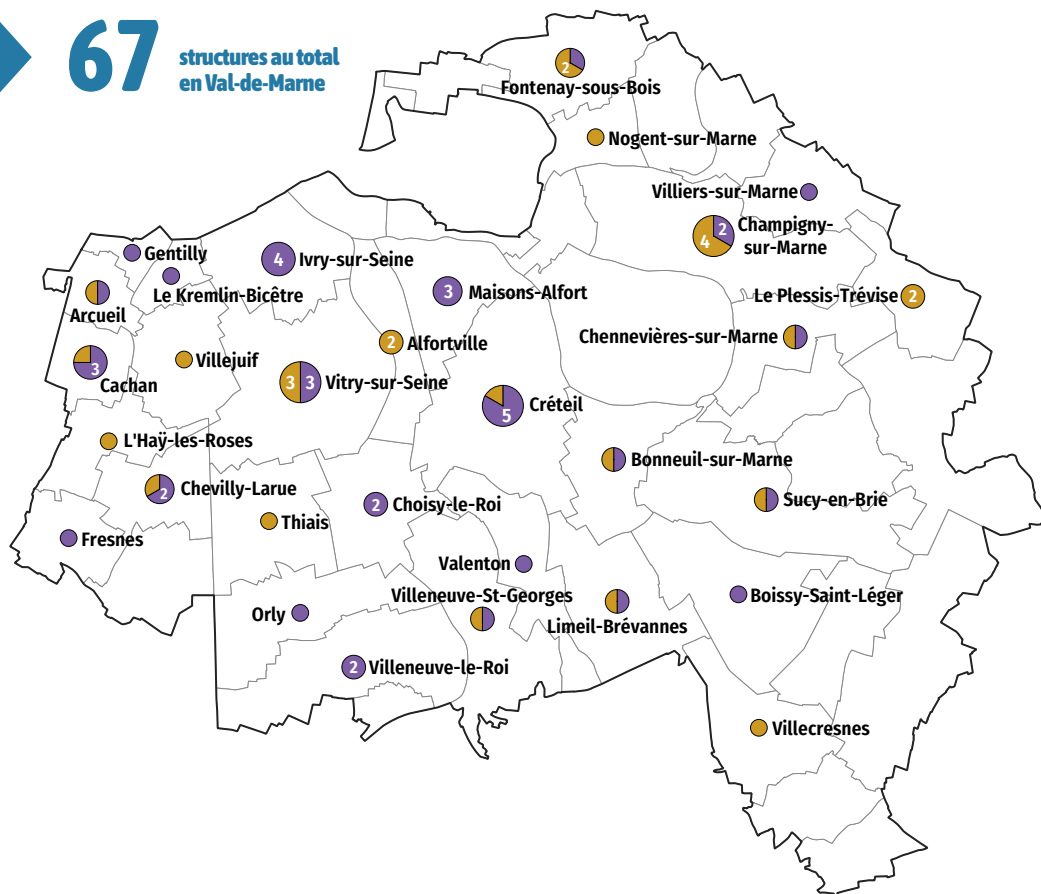 67
structures au total
en Val-de-Marne
2
Fontenay-sous-Bois
Nogent-sur-Marne
Villiers-sur-Marne
4 2 Champigny-
sur-Marne
Gentilly
4 Ivry-sur-Seine
Le Kremlin-Bicêtre
3 Maisons-Alfort
Le Plessis-Trévise 2
Arcueil
Chennevières-sur-Marne
2 Alfortville
Villejuif
3
Cachan
3 3 Vitry-sur-Seine
5 Créteil
L'Haÿ-les-Roses
Bonneuil-sur-Marne
2 Chevilly-Larue
Sucy-en-Brie
2 Choisy-le-Roi
Thiais
Fresnes
Valenton
Villeneuve-St-Georges
Boissy-Saint-Léger
Orly
Limeil-Brévannes
2 Villeneuve-le-Roi
Villecresnes